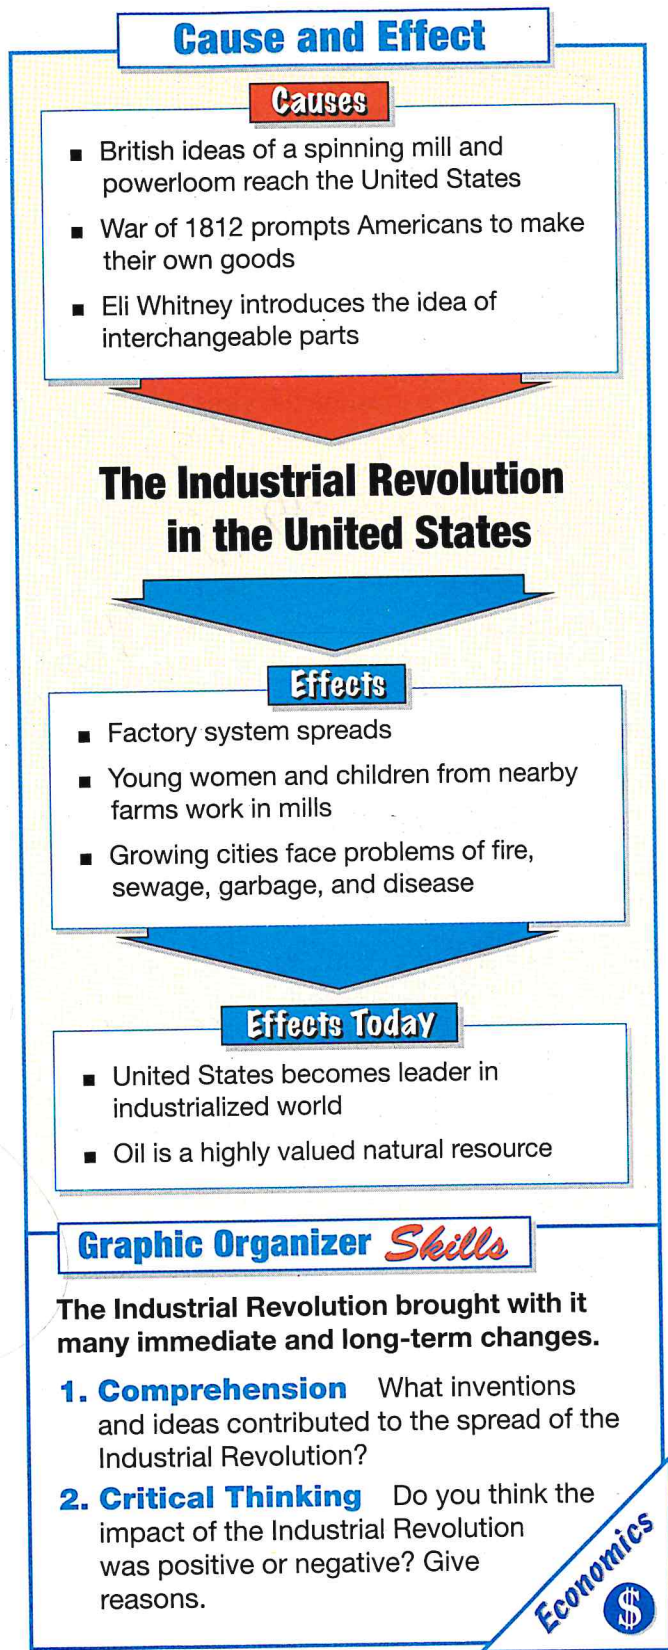 Cause and Effect
Causes
■ British ideas of a spinning mill and
powerloom reach the United States
■ War of 1812 prompts Americans to make
their own goods
■ Eli Whitney introduces the idea of
interchangeable parts
The Industrial Revolution
in the United States
Effects
■ Factory system spreads
■ Young women and children from nearby
farms work in mills
■ Growing cities face problems of fire,
sewage, garbage, and disease
Effects Today
■ United States becomes leader in
industrialized world
■ Oil is a highly valued natural resource
Graphic Organizer Skills
The Industrial Revolution brought with it
many immediate and long-term changes.
1. Comprehension What inventions
and ideas contributed to the spread of the
Industrial Revolution?
2. Critical Thinking Do you think the
impact of the Industrial Revolution
was positive or negative? Give
reasons.
Economics
$